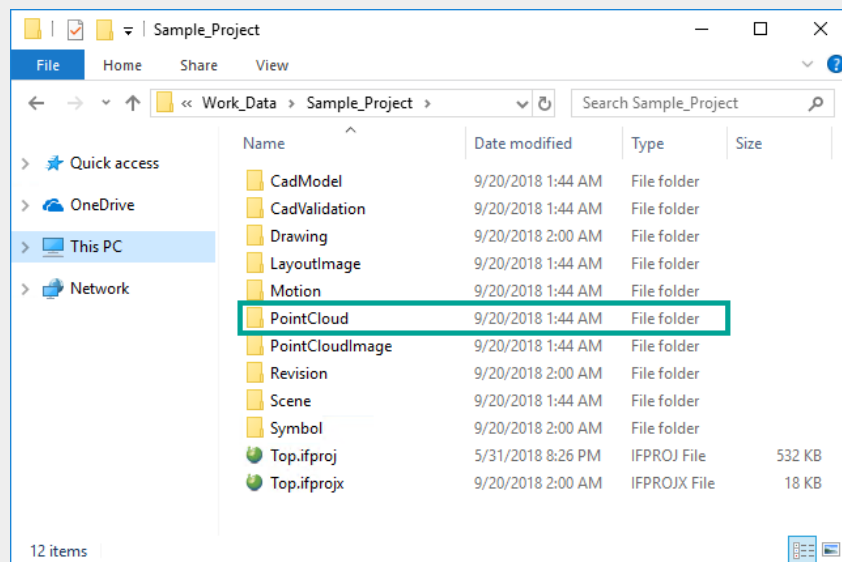 Sample_Project
File Home Share View
« Work_Data > Sample_Project > Search Sample_Project
Name Date modified Type Size
Quick access
OneDrive
This PC
Network
CadModel 9/20/2018 1:44 AM File folder
CadValidation 9/20/2018 1:44 AM File folder
Drawing 9/20/2018 2:00 AM File folder
LayoutImage 9/20/2018 1:44 AM File folder
Motion 9/20/2018 1:44 AM File folder
PointCloud 9/20/2018 1:44 AM File folder
PointCloudImage 9/20/2018 1:44 AM File folder
Revision 9/20/2018 2:00 AM File folder
Scene 9/20/2018 1:44 AM File folder
Symbol 9/20/2018 2:00 AM File folder
Top.ifproj 5/31/2018 8:26 PM IFPROJ File 532 KB
Top.ifprojx 9/20/2018 2:00 AM IFPROJX File 18 KB
12 items